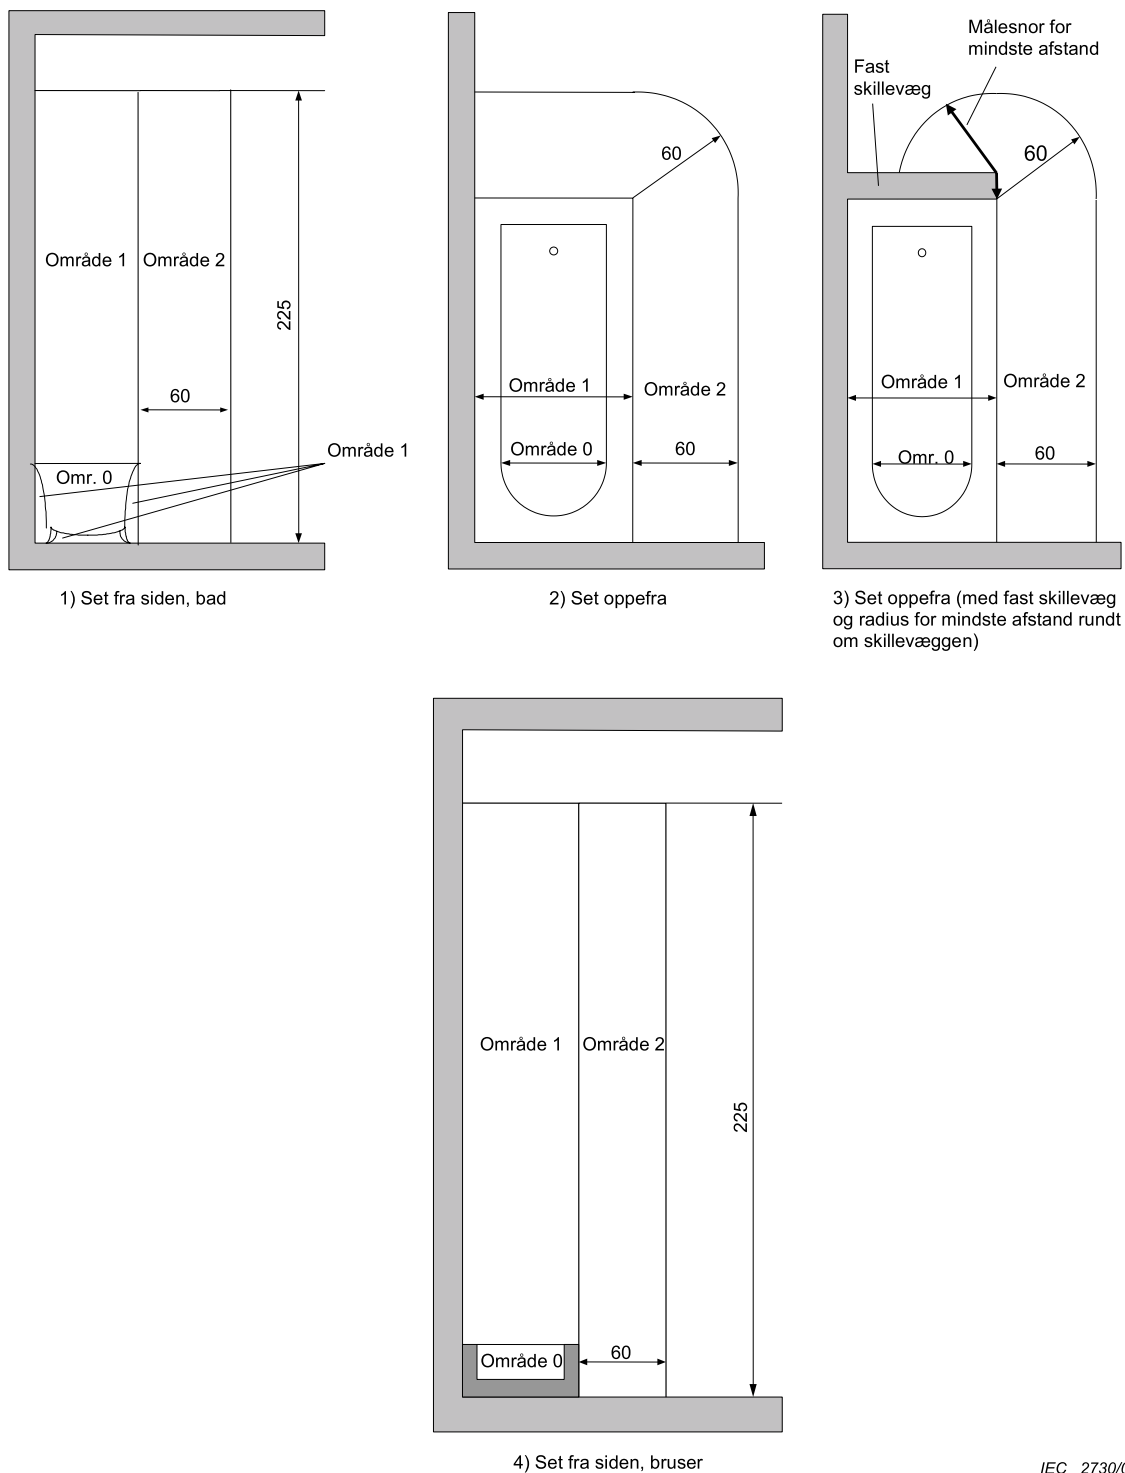 Område 1
Område 2
225
60
Område 1
Omr. 0
1) Set fra siden, bad
60
Område 1
Område 2
Område 0
60
2) Set oppefra
Målesnor for
mindste afstand
Fast
skillevæg
60
Område 1
Område 2
Omr. 0
60
3) Set oppefra (med fast skillevæg
og radius for mindste afstand rundt
om skillevæggen)
Område 1
Område 2
225
Område 0
60
4) Set fra siden, bruser
IEC